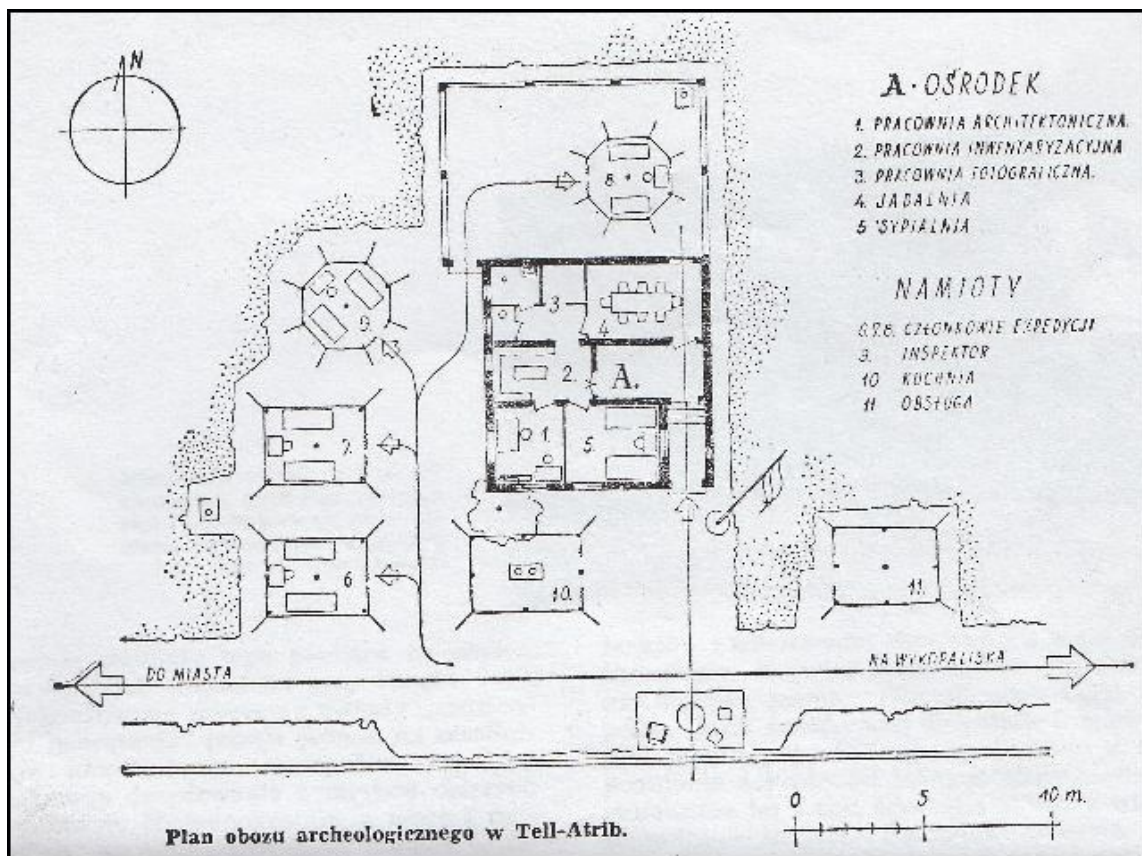 N
A. OŚRODEK
1. PRACOWNIA ARCHITEKTONICZNA.
2. PRACOWNIA INWENTARYZACYJNA
3. PRACOWNIA FOTOGRAFICZNA.
4. JADALNIA
5 SYPIALNIA
NAMIOTY
6.7.8. CZŁONKOWIE EXPEDYCJI
9. INSPEKTOR
10 KUCHNIA
11 OBSŁUGA
8.
9.
3
4.
2.
A.
7.
1.
5.
6
10.
11.
DO MIASTA
NA WYKOPALISKA
0 5 10 m.
Plan obozu archeologicznego w Tell-Atrib.